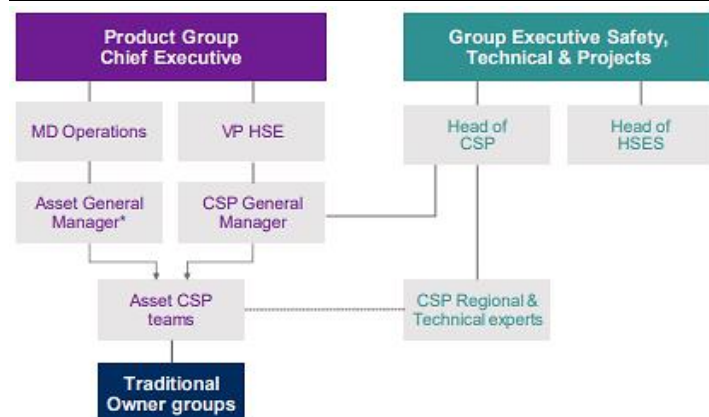 Product Group
Chief Executive
Group Executive Safety,
Technical & Projects
MD Operations
VP HSE
Head of
CSP
Head of
HSES
Asset General
Manager*
CSP General
Manager
Asset CSP
teams
CSP Regional &
Technical experts
Traditional
Owner groups